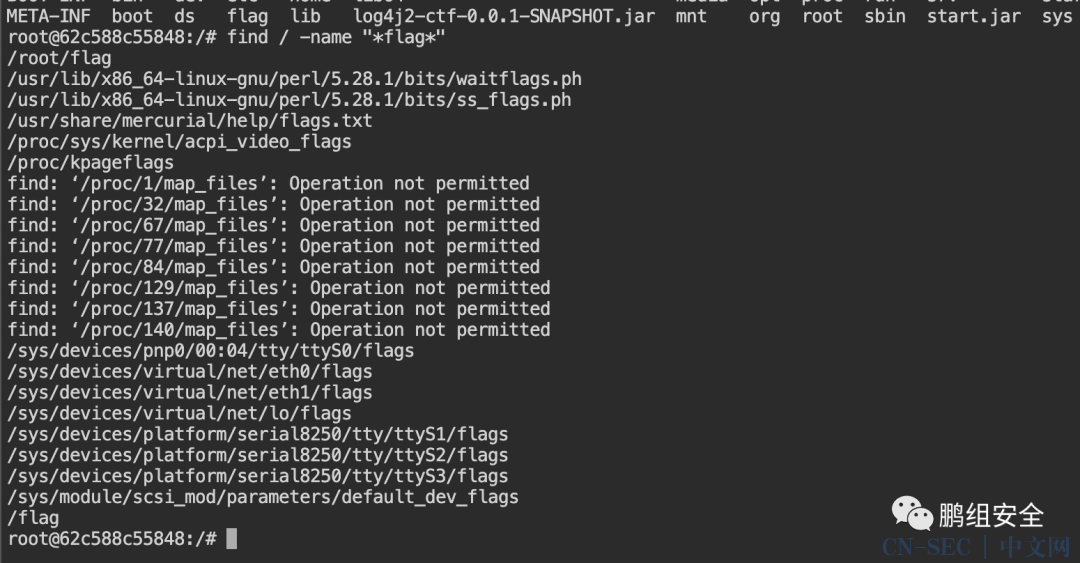 META-INF boot ds flag lib log4j2-ctf-0.0.1-SNAPSHOT.jar mnt org root sbin start.jar sys
root@62c588c55848:/# find / -name "*flag*"
/root/flag
/usr/lib/x86_64-linux-gnu/perl/5.28.1/bits/waitflags.ph
/usr/lib/x86_64-linux-gnu/perl/5.28.1/bits/ss_flags.ph
/usr/share/mercurial/help/flags.txt
/proc/sys/kernel/acpi_video_flags
/proc/kpageflags
find: ‘/proc/1/map_files’: Operation not permitted
find: ‘/proc/32/map_files’: Operation not permitted
find: ‘/proc/67/map_files’: Operation not permitted
find: ‘/proc/77/map_files’: Operation not permitted
find: ‘/proc/84/map_files’: Operation not permitted
find: ‘/proc/129/map_files’: Operation not permitted
find: ‘/proc/137/map_files’: Operation not permitted
find: ‘/proc/140/map_files’: Operation not permitted
/sys/devices/pnp0/00:04/tty/ttyS0/flags
/sys/devices/virtual/net/eth0/flags
/sys/devices/virtual/net/eth1/flags
/sys/devices/virtual/net/lo/flags
/sys/devices/platform/serial8250/tty/ttyS1/flags
/sys/devices/platform/serial8250/tty/ttyS2/flags
/sys/devices/platform/serial8250/tty/ttyS3/flags
/sys/module/scsi_mod/parameters/default_dev_flags
/flag
root@62c588c55848:/#
鹏组安全
CN-SEC | 中文网